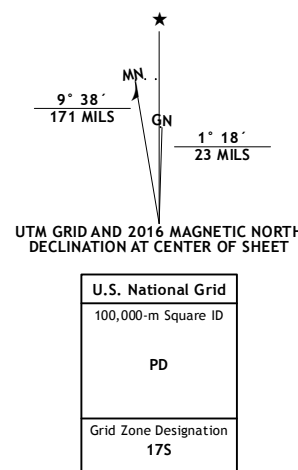 ★
MN
9° 38´
171 MILS
GN
1° 18´
23 MILS
UTM GRID AND 2016 MAGNETIC NORTH
DECLINATION AT CENTER OF SHEET
U.S. National Grid
100,000-m Square ID
PD
Grid Zone Designation
17S